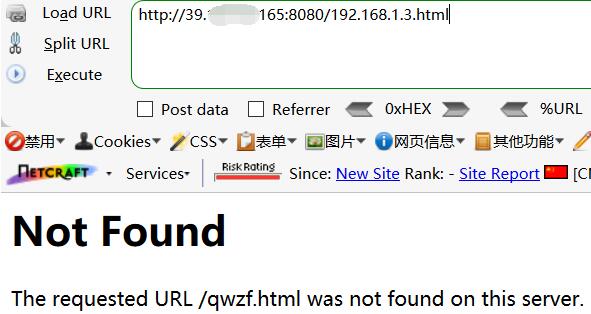 Load URL
http://39.1 165:8080/192.168.1.3.html
Split URL
Execute
Post data Referrer 0xHEX %URL
禁用 Cookies CSS 表单 图片 网页信息 其他功能
NETCRAFT Services Risk Rating Since: New Site Rank: - Site Report [CN
Not Found
The requested URL /qwzf.html was not found on this server.